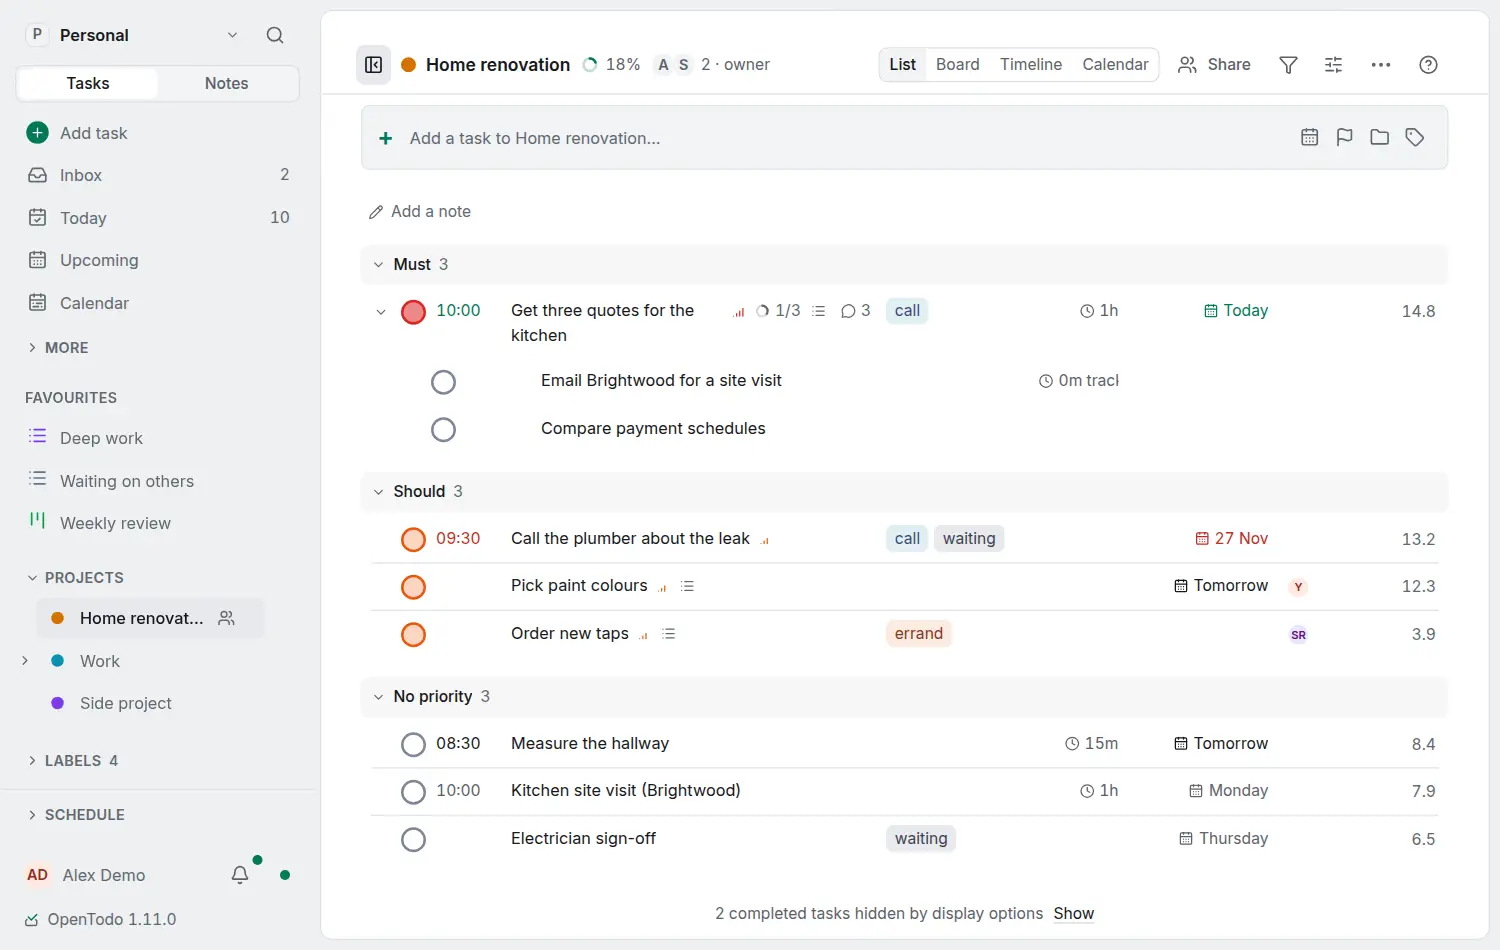 P Personal
Tasks Notes
Add task
Inbox 2
Today 10
Upcoming
Calendar
MORE
FAVOURITES
Deep work
Waiting on others
Weekly review
PROJECTS
Home renovat...
Work
Side project
LABELS 4
SCHEDULE
AD Alex Demo
OpenTodo 1.11.0
Home renovation 18% A S 2 · owner List Board Timeline Calendar Share
Add a task to Home renovation...
Add a note
Must 3
10:00 Get three quotes for the kitchen 1/3 3 call 1h Today 14.8
Email Brightwood for a site visit 0m track
Compare payment schedules
Should 3
09:30 Call the plumber about the leak call waiting 27 Nov 13.2
Pick paint colours Tomorrow Y 12.3
Order new taps errand SR 3.9
No priority 3
08:30 Measure the hallway 15m Tomorrow 8.4
10:00 Kitchen site visit (Brightwood) 1h Monday 7.9
Electrician sign-off waiting Thursday 6.5
2 completed tasks hidden by display options Show